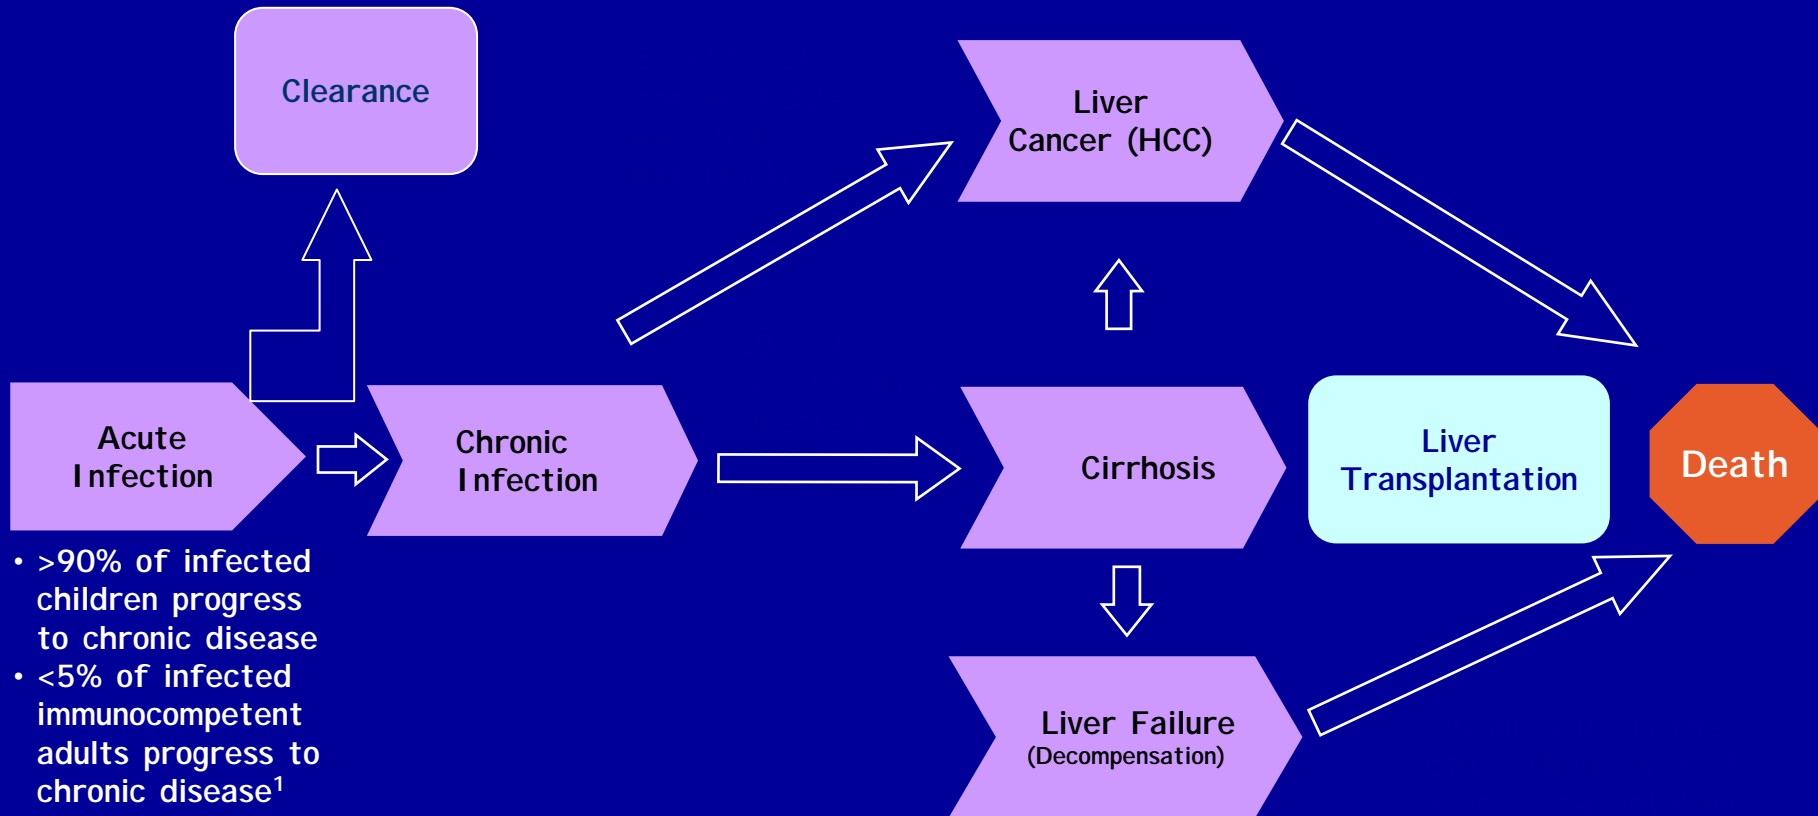 Clearance
Liver
Cancer (HCC)
Acute
Infection
Chronic
Infection
Cirrhosis
Liver
Transplantation
Death
• >90% of infected
children progress
to chronic disease
• <5% of infected
immunocompetent
adults progress to
chronic disease¹
Liver Failure
(Decompensation)